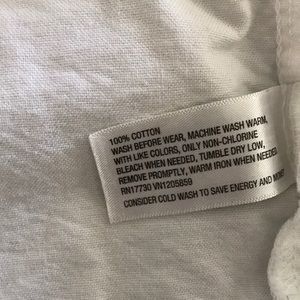 100% COTTON
WASH BEFORE WEAR, MACHINE WASH WARM,
WITH LIKE COLORS, ONLY NON-CHLORINE
BLEACH WHEN NEEDED, TUMBLE DRY LOW,
REMOVE PROMPTLY, WARM IRON WHEN NEEDED
RN17730 VN1205859
CONSIDER COLD WASH TO SAVE ENERGY AND MONEY